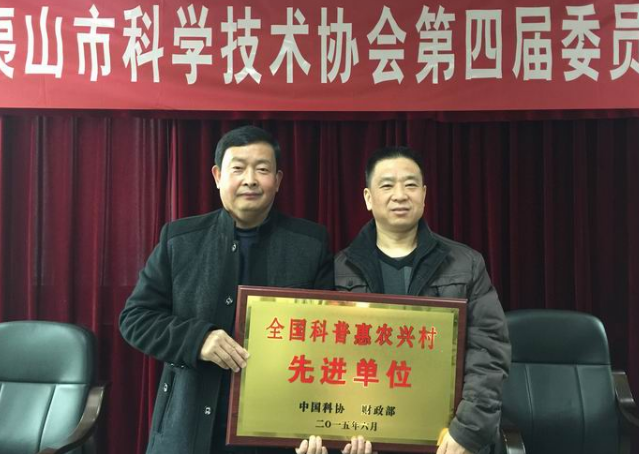 夷山市科学技术协会第四届委员
全国科普惠农兴村
先进单位
中国科协 财政部
二〇一五年六月